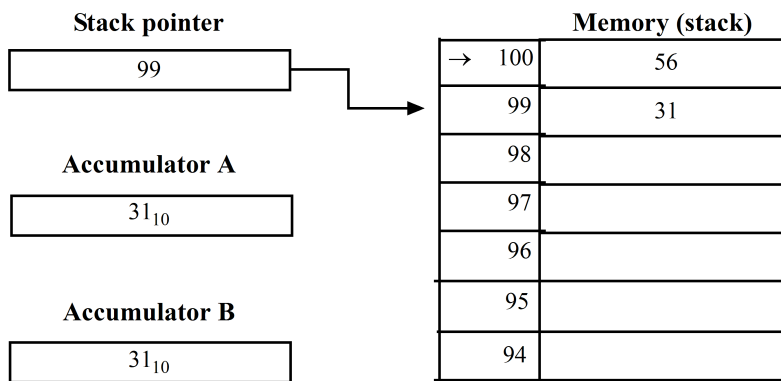 Stack pointer
99
Accumulator A
31₁₀
Accumulator B
31₁₀
Memory (stack)
→ 100 56
99 31
98
97
96
95
94